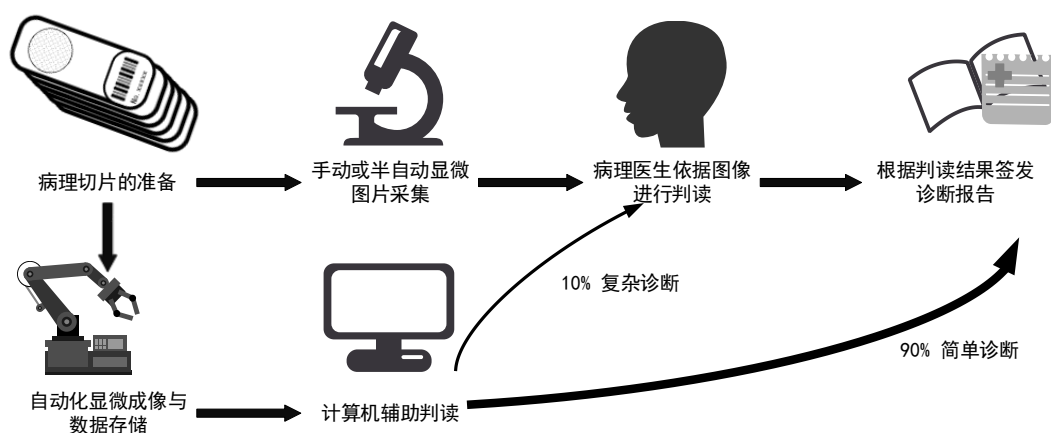 病理切片的准备
手动或半自动显微
图片采集
病理医生依据图像
进行判读
根据判读结果签发
诊断报告
10% 复杂诊断
90% 简单诊断
自动化显微成像与
数据存储
计算机辅助判读